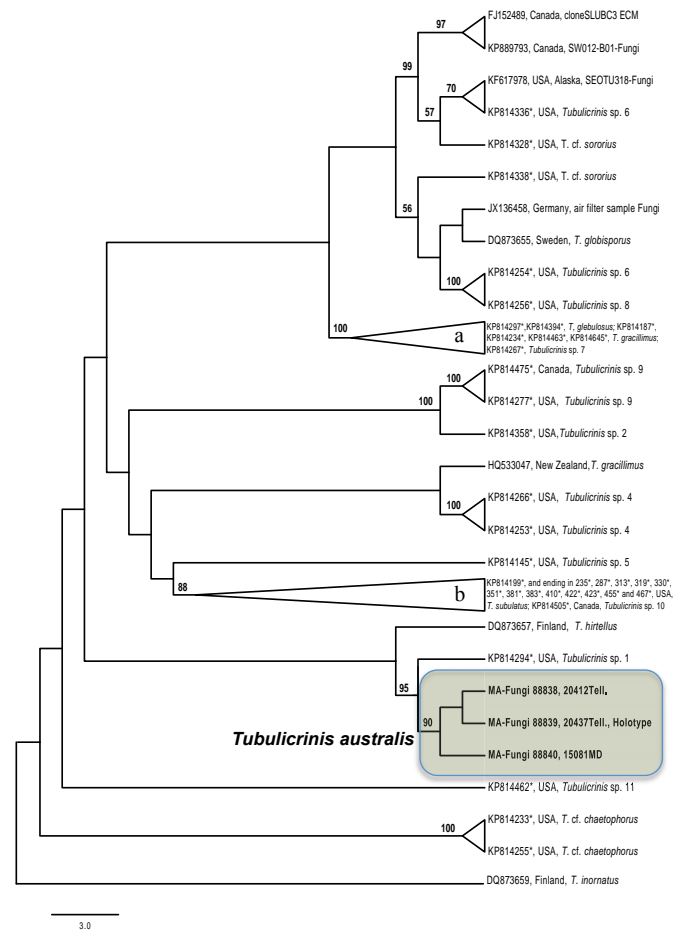 97
FJ152489, Canada, cloneSLUBC3 ECM
KP889793, Canada, SW012-B01-Fungi
99
70
KF617978, USA, Alaska, SEOTU318-Fungi
57
KP814336*, USA, Tubulicrinis sp. 6
KP814328*, USA, T. cf. sororius
KP814338*, USA, T. cf. sororius
56
JX136458, Germany, air filter sample Fungi
DQ873655, Sweden, T. globisporus
100
KP814254*, USA, Tubulicrinis sp. 6
KP814256*, USA, Tubulicrinis sp. 8
100
a
KP814297*,KP814394*, T, glebulosus; KP814187*,
KP814234*, KP814463*, KP814645*, T. gracillimus;
KP814267*, Tubulicrinis sp. 7
100
KP814475*, Canada, Tubulicrinis sp. 9
100
KP814277*, USA, Tubulicrinis sp. 9
KP814358*, USA,Tubulicrinis sp. 2
HQ533047, New Zealand,T. gracillimus
100
KP814266*, USA, Tubulicrinis sp. 4
KP814253*, USA, Tubulicrinis sp. 4
KP814145*, USA, Tubulicrinis sp. 5
88
b
KP814199*, and ending in 235*, 287*, 313*, 319*, 330*,
351*, 381*, 383*, 410*, 422*, 423*, 455* and 467*, USA,
T. subulatus; KP814505*, Canada, Tubulicrinis sp. 10
DQ873657, Finland, T. hirtellus
KP814294*, USA, Tubulicrinis sp. 1
95
MA-Fungi 88838, 20412Tell.
90
MA-Fungi 88839, 20437Tell., Holotype
Tubulicrinis australis
MA-Fungi 88840, 15081MD
KP814462*, USA, Tubulicrinis sp. 11
100
KP814233*, USA, T. cf. chaetophorus
KP814255*, USA, T. cf. chaetophorus
DQ873659, Finland, T. inornatus
3.0